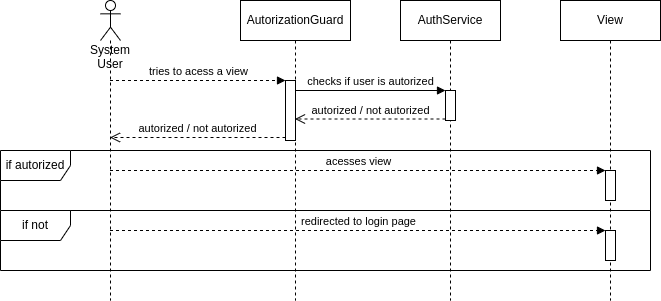 AutorizationGuard
AuthService
View
System
User
tries to acess a view
checks if user is autorized
autorized / not autorized
autorized / not autorized
if autorized
acesses view
if not
redirected to login page